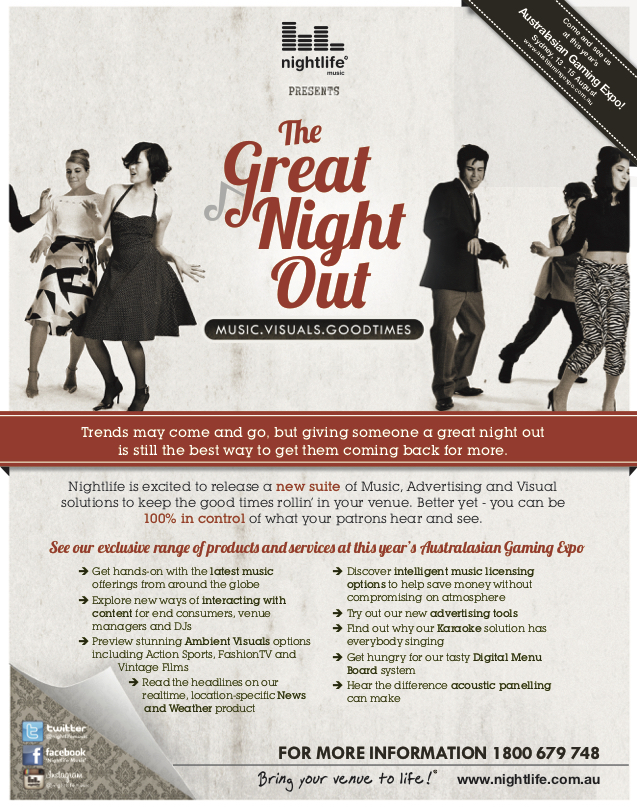 nightlife®
music
PRESENTS
Come and see us
at this year's
Australasian Gaming Expo!
Sydney, 13 - 15 August
www.austgamingexpo.com.au
The
Great
Night
Out
MUSIC.VISUALS.GOODTIMES
Trends may come and go, but giving someone a great night out
is still the best way to get them coming back for more.
Nightlife is excited to release a new suite of Music, Advertising and Visual
solutions to keep the good times rollin' in your venue. Better yet - you can be
100% in control of what your patrons hear and see.
See our exclusive range of products and services at this year's Australasian Gaming Expo
➔ Get hands-on with the latest music
offerings from around the globe
➔ Explore new ways of interacting with
content for end consumers, venue
managers and DJs
➔ Preview stunning Ambient Visuals options
including Action Sports, FashionTV and
Vintage Films
➔ Read the headlines on our
realtime, location-specific News
and Weather product
➔ Discover intelligent music licensing
options to help save money without
compromising on atmosphere
➔ Try out our new advertising tools
➔ Find out why our Karaoke solution has
everybody singing
➔ Get hungry for our tasty Digital Menu
Board system
➔ Hear the difference acoustic panelling
can make
twitter
facebook
"Nightlife Music"
Instagram
FOR MORE INFORMATION 1800 679 748
Bring your venue to life!®
www.nightlife.com.au